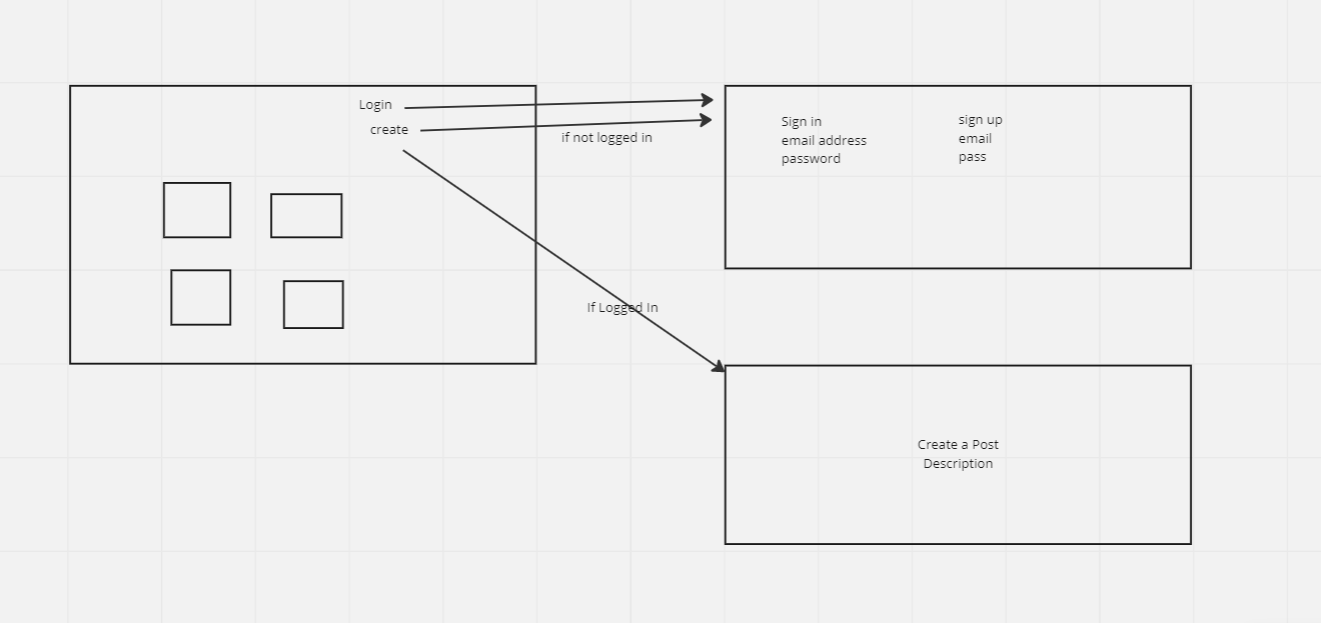 Login
create
if not logged in
Sign in
email address
password
sign up
email
pass
If Logged In
Create a Post
Description